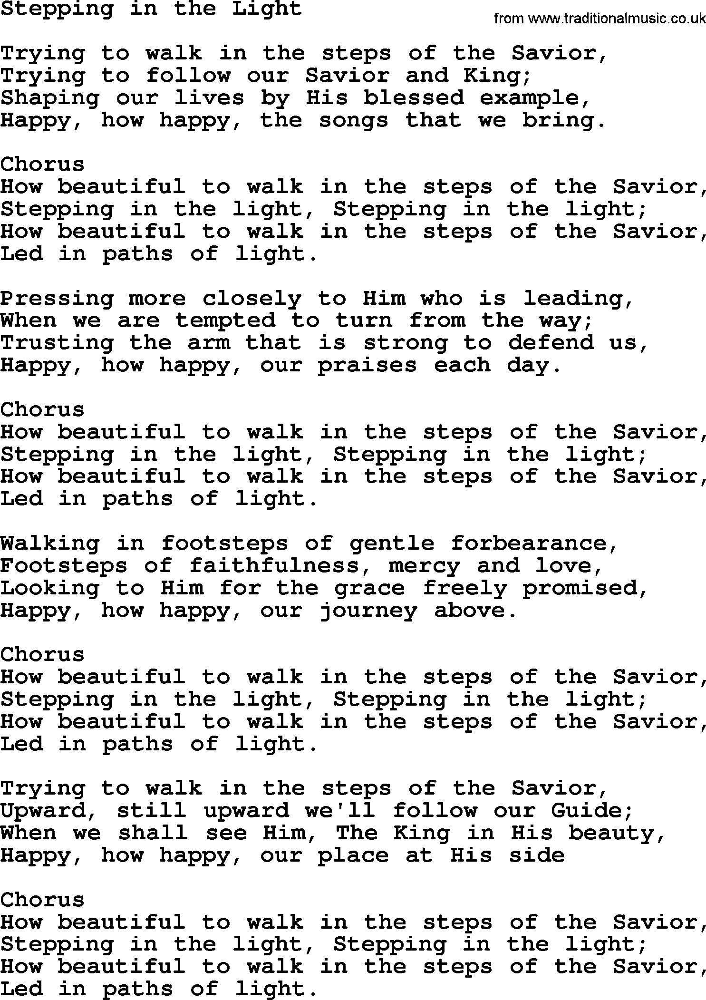 Stepping in the Light
from www.traditionalmusic.co.uk
Trying to walk in the steps of the Savior,
Trying to follow our Savior and King;
Shaping our lives by His blessed example,
Happy, how happy, the songs that we bring.
Chorus
How beautiful to walk in the steps of the Savior,
Stepping in the light, Stepping in the light;
How beautiful to walk in the steps of the Savior,
Led in paths of light.
Pressing more closely to Him who is leading,
When we are tempted to turn from the way;
Trusting the arm that is strong to defend us,
Happy, how happy, our praises each day.
Chorus
How beautiful to walk in the steps of the Savior,
Stepping in the light, Stepping in the light;
How beautiful to walk in the steps of the Savior,
Led in paths of light.
Walking in footsteps of gentle forbearance,
Footsteps of faithfulness, mercy and love,
Looking to Him for the grace freely promised,
Happy, how happy, our journey above.
Chorus
How beautiful to walk in the steps of the Savior,
Stepping in the light, Stepping in the light;
How beautiful to walk in the steps of the Savior,
Led in paths of light.
Trying to walk in the steps of the Savior,
Upward, still upward we'll follow our Guide;
When we shall see Him, The King in His beauty,
Happy, how happy, our place at His side
Chorus
How beautiful to walk in the steps of the Savior,
Stepping in the light, Stepping in the light;
How beautiful to walk in the steps of the Savior,
Led in paths of light.